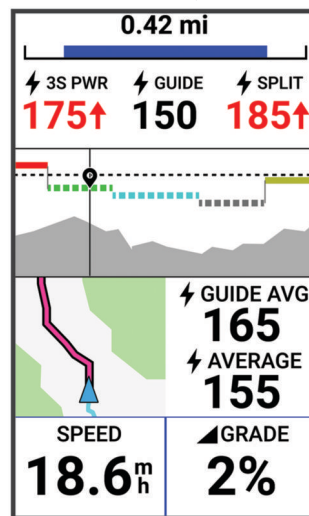 0.42 mi
3S PWR GUIDE SPLIT
175↑ 150 185↑
GUIDE AVG
165
AVERAGE
155
SPEED GRADE
18.6 mh 2%